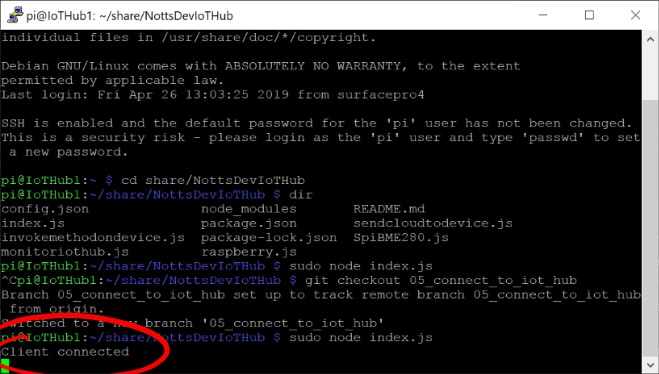 pi@IoTHub1: ~/share/NottsDevIoTHub
individual files in /usr/share/doc/*/copyright.
Debian GNU/Linux comes with ABSOLUTELY NO WARRANTY, to the extent
permitted by applicable law.
Last login: Fri Apr 26 13:03:25 2019 from surfacepro4
SSH is enabled and the default password for the 'pi' user has not been changed.
This is a security risk - please login as the 'pi' user and type 'passwd' to set
 a new password.
pi@IoTHub1:~ $ cd share/NottsDevIoTHub
pi@IoTHub1:~/share/NottsDevIoTHub $ dir
config.json node_modules README.md
index.js package.json sendcloudtodevice.js
invokemethodondevice.js package-lock.json SpiBME280.js
monitoriothub.js raspberry.js
pi@IoTHub1:~/share/NottsDevIoTHub $ sudo node index.js
^Cpi@IoTHub1:~/share/NottsDevIoTHub $ git checkout 05_connect_to_iot_hub
Branch 05_connect_to_iot_hub set up to track remote branch 05_connect_to_iot_hub
 from origin.
Switched to a new branch '05_connect_to_iot_hub'
pi@IoTHub1:~/share/NottsDevIoTHub $ sudo node index.js
Client connected